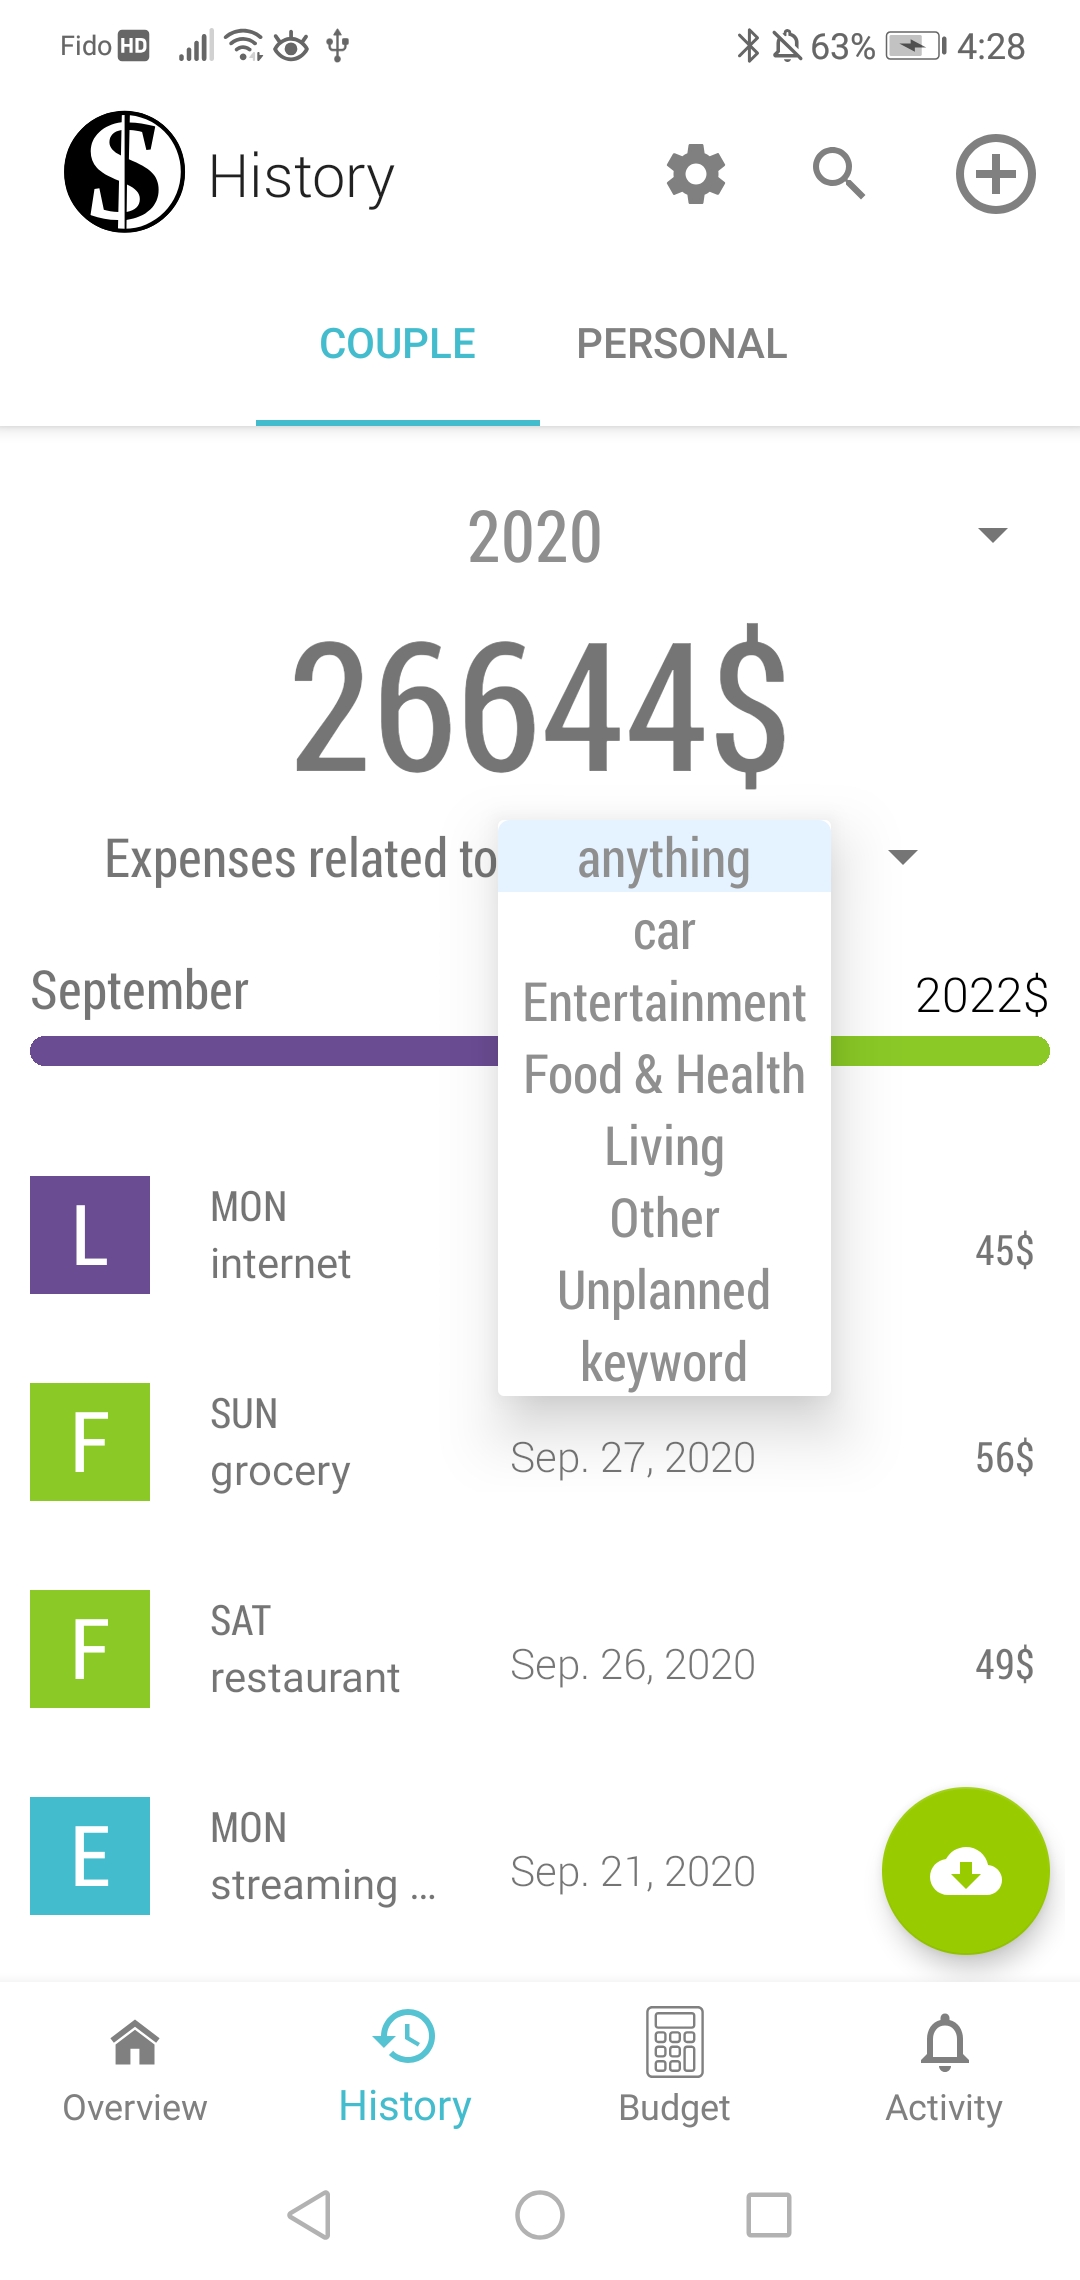 Fido HD 63% 4:28
$ History
COUPLE PERSONAL
2020
26644$
Expenses related to anything
car
September 2022$
Entertainment
Food & Health
Living
Other
Unplanned
keyword
L MON
internet 45$
F SUN
grocery Sep. 27, 2020 56$
F SAT
restaurant Sep. 26, 2020 49$
E MON
streaming ... Sep. 21, 2020
Overview History Budget Activity